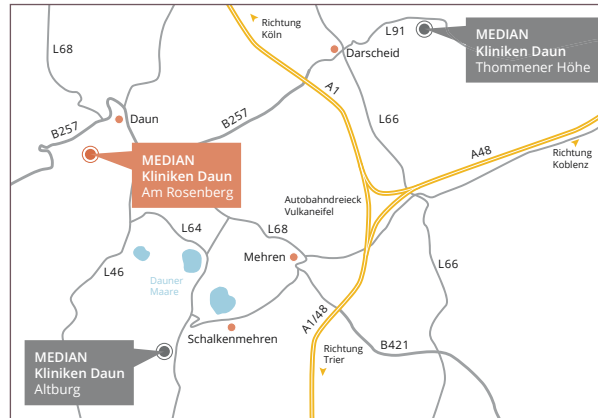 L68
Richtung
Köln
L91
MEDIAN
Kliniken Daun
Thommener Höhe
Darscheid
A1
B257
Daun
B257
L66
A48
MEDIAN
Kliniken Daun
Am Rosenberg
Richtung
Koblenz
Autobahndreieck
Vulkaneifel
L64
L68
Mehren
L46
Dauner
Maare
L66
A1/48
Schalkenmehren
B421
MEDIAN
Kliniken Daun
Altburg
Richtung
Trier